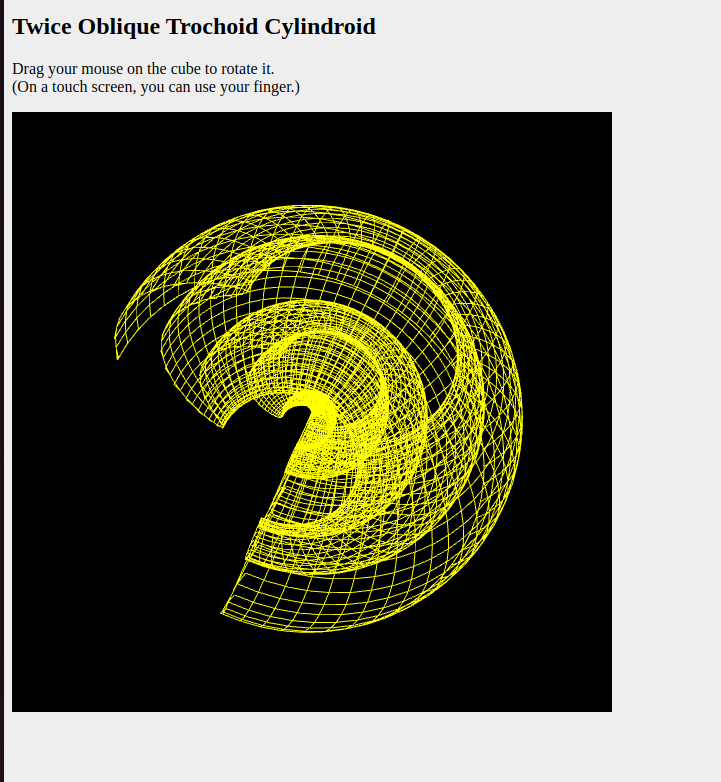 Twice Oblique Trochoid Cylindroid
Drag your mouse on the cube to rotate it.
(On a touch screen, you can use your finger.)